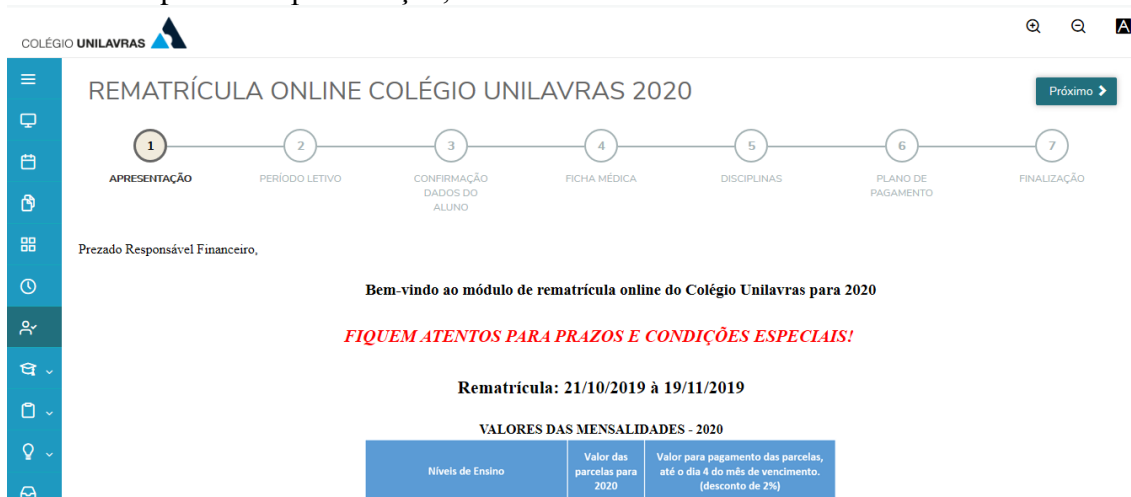 COLÉGIO UNILAVRAS
A
REMATRÍCULA ONLINE COLÉGIO UNILAVRAS 2020
Próximo
1
2
3
4
5
6
7
APRESENTAÇÃO
PERÍODO LETIVO
CONFIRMAÇÃO
DADOS DO
ALUNO
FICHA MÉDICA
DISCIPLINAS
PLANO DE
PAGAMENTO
FINALIZAÇÃO
Prezado Responsável Financeiro,
Bem-vindo ao módulo de rematrícula online do Colégio Unilavras para 2020
FIQUEM ATENTOS PARA PRAZOS E CONDIÇÕES ESPECIAIS!
Rematrícula: 21/10/2019 à 19/11/2019
VALORES DAS MENSALIDADES - 2020
Níveis de Ensino
Valor das
parcelas para
2020
Valor para pagamento das parcelas,
até o dia 4 do mês de vencimento.
(desconto de 2%)